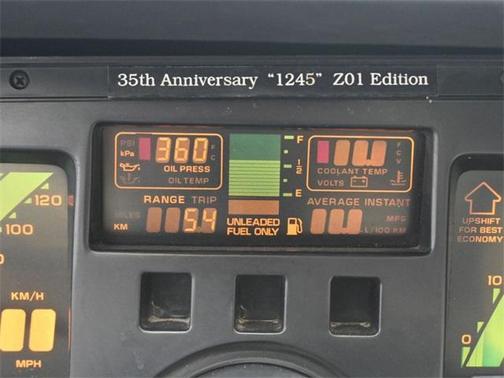 35th Anniversary "1245" Z01 Edition
PSI
kPa
360
F
C
OIL PRESS
OIL TEMP
F
1/2
E
F
C
V
COOLANT TEMP
VOLTS
RANGE TRIP
MILES
KM
54
UNLEADED
FUEL ONLY
AVERAGE INSTANT
MPG
L/100 KM
120
100
80
KM/H
MPH
UPSHIFT
FOR BEST
ECONOMY
10
0